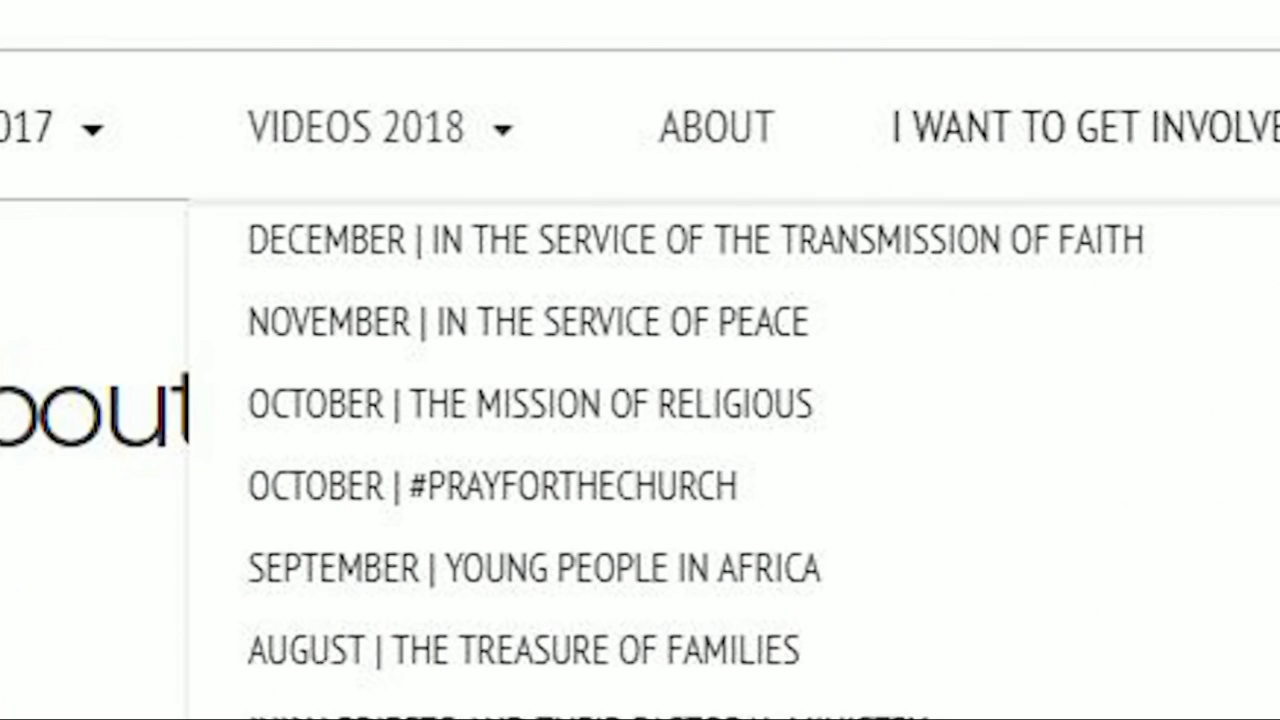 017 VIDEOS 2018 ABOUT I WANT TO GET INVOLVE
DECEMBER | IN THE SERVICE OF THE TRANSMISSION OF FAITH
NOVEMBER | IN THE SERVICE OF PEACE
bout
OCTOBER | THE MISSION OF RELIGIOUS
OCTOBER | #PRAYFORTHECHURCH
SEPTEMBER | YOUNG PEOPLE IN AFRICA
AUGUST | THE TREASURE OF FAMILIES